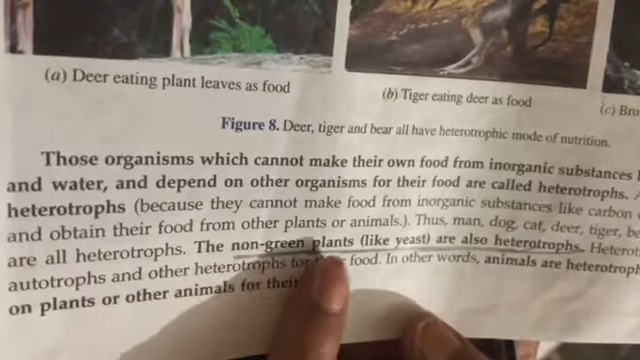 (a) Deer eating plant leaves as food
(b) Tiger eating deer as food
(c) Bro
Figure 8. Deer, tiger and bear all have heterotrophic mode of nutrition.
Those organisms which cannot make their own food from inorganic substances
and water, and depend on other organisms for their food are called heterotrophs.
heterotrophs (because they cannot make food from inorganic substances like carbon
and obtain their food from other plants or animals.). Thus, man, dog, cat, deer, tiger, be
are all heterotrophs. The non-green plants (like yeast) are also heterotrophs. Heterot
autotrophs and other heterotrophs for food. In other words, animals are heterotroph
on plants or other animals for their